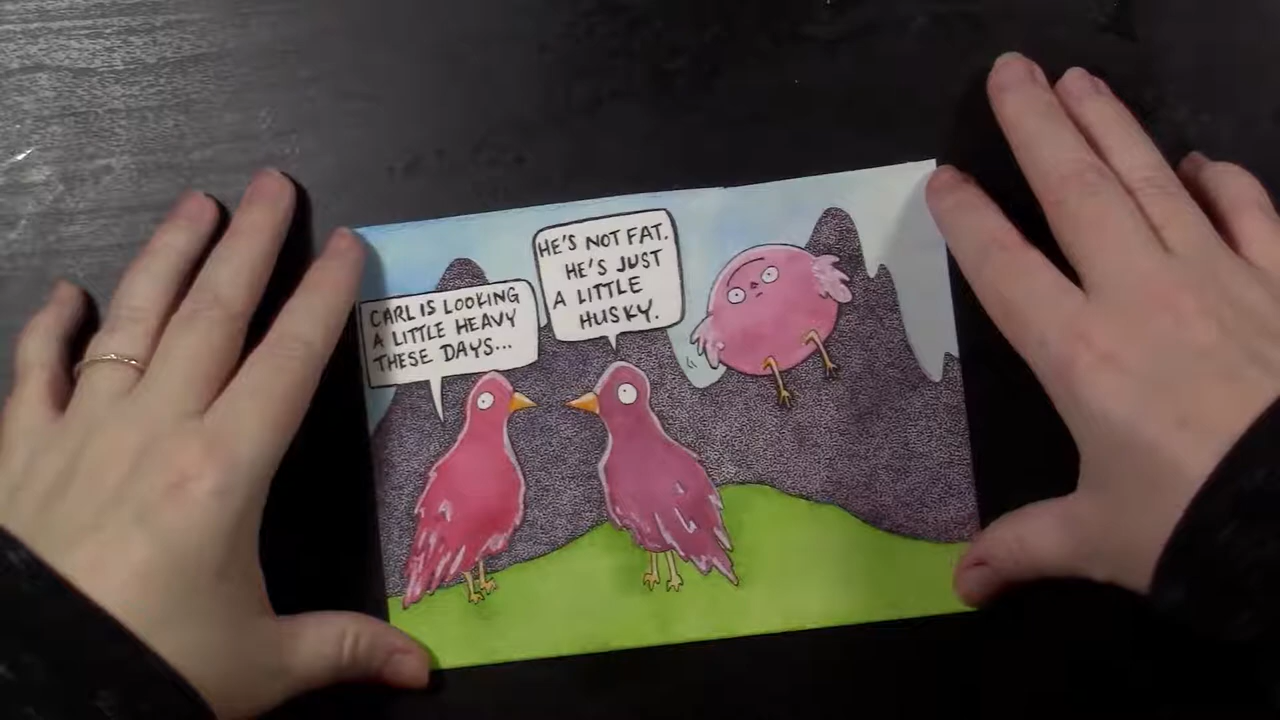 CARL IS LOOKING
A LITTLE HEAVY
THESE DAYS...
HE'S NOT FAT.
HE'S JUST
A LITTLE
HUSKY.